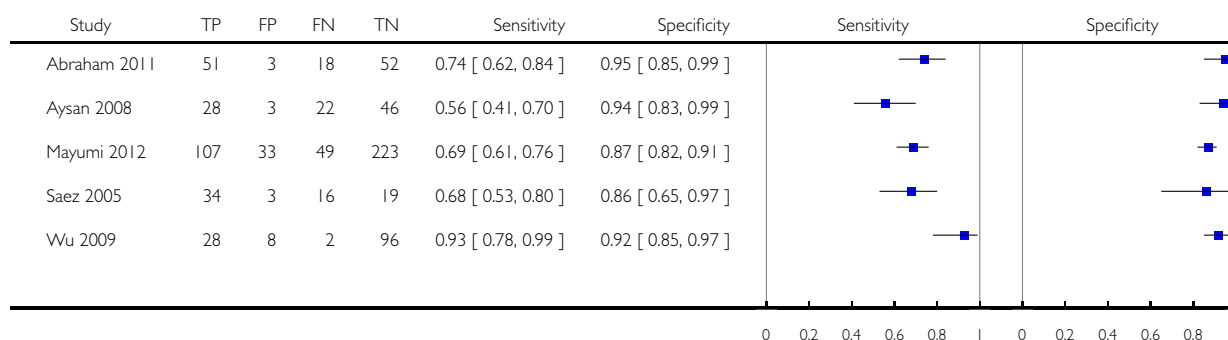 Study TP FP FN TN Sensitivity Specificity Sensitivity Specificity
Abraham 2011 51 3 18 52 0.74 [ 0.62, 0.84 ] 0.95 [ 0.85, 0.99 ]
Aysan 2008 28 3 22 46 0.56 [ 0.41, 0.70 ] 0.94 [ 0.83, 0.99 ]
Mayumi 2012 107 33 49 223 0.69 [ 0.61, 0.76 ] 0.87 [ 0.82, 0.91 ]
Saez 2005 34 3 16 19 0.68 [ 0.53, 0.80 ] 0.86 [ 0.65, 0.97 ]
Wu 2009 28 8 2 96 0.93 [ 0.78, 0.99 ] 0.92 [ 0.85, 0.97 ]
0 0.2 0.4 0.6 0.8 1 0 0.2 0.4 0.6 0.8